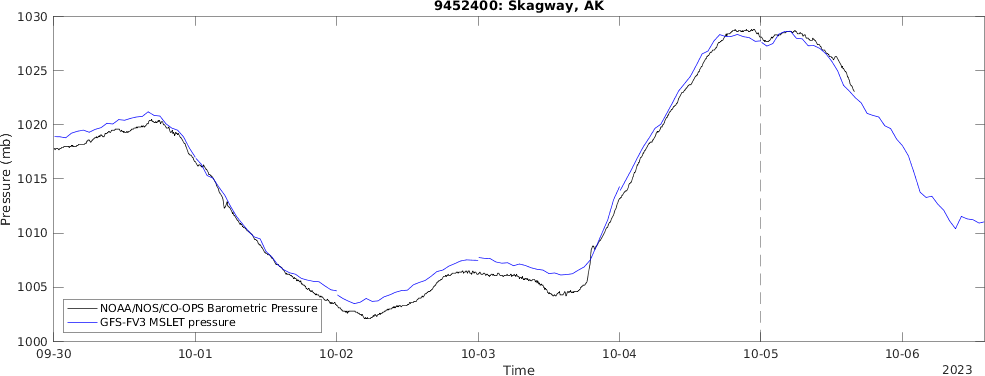 9452400: Skagway, AK
1030
1025
1020
1015
1010
1005
1000
Pressure (mb)
NOAA/NOS/CO-OPS Barometric Pressure
GFS-FV3 MSLET pressure
09-30 10-01 10-02 10-03 10-04 10-05 10-06
Time
2023